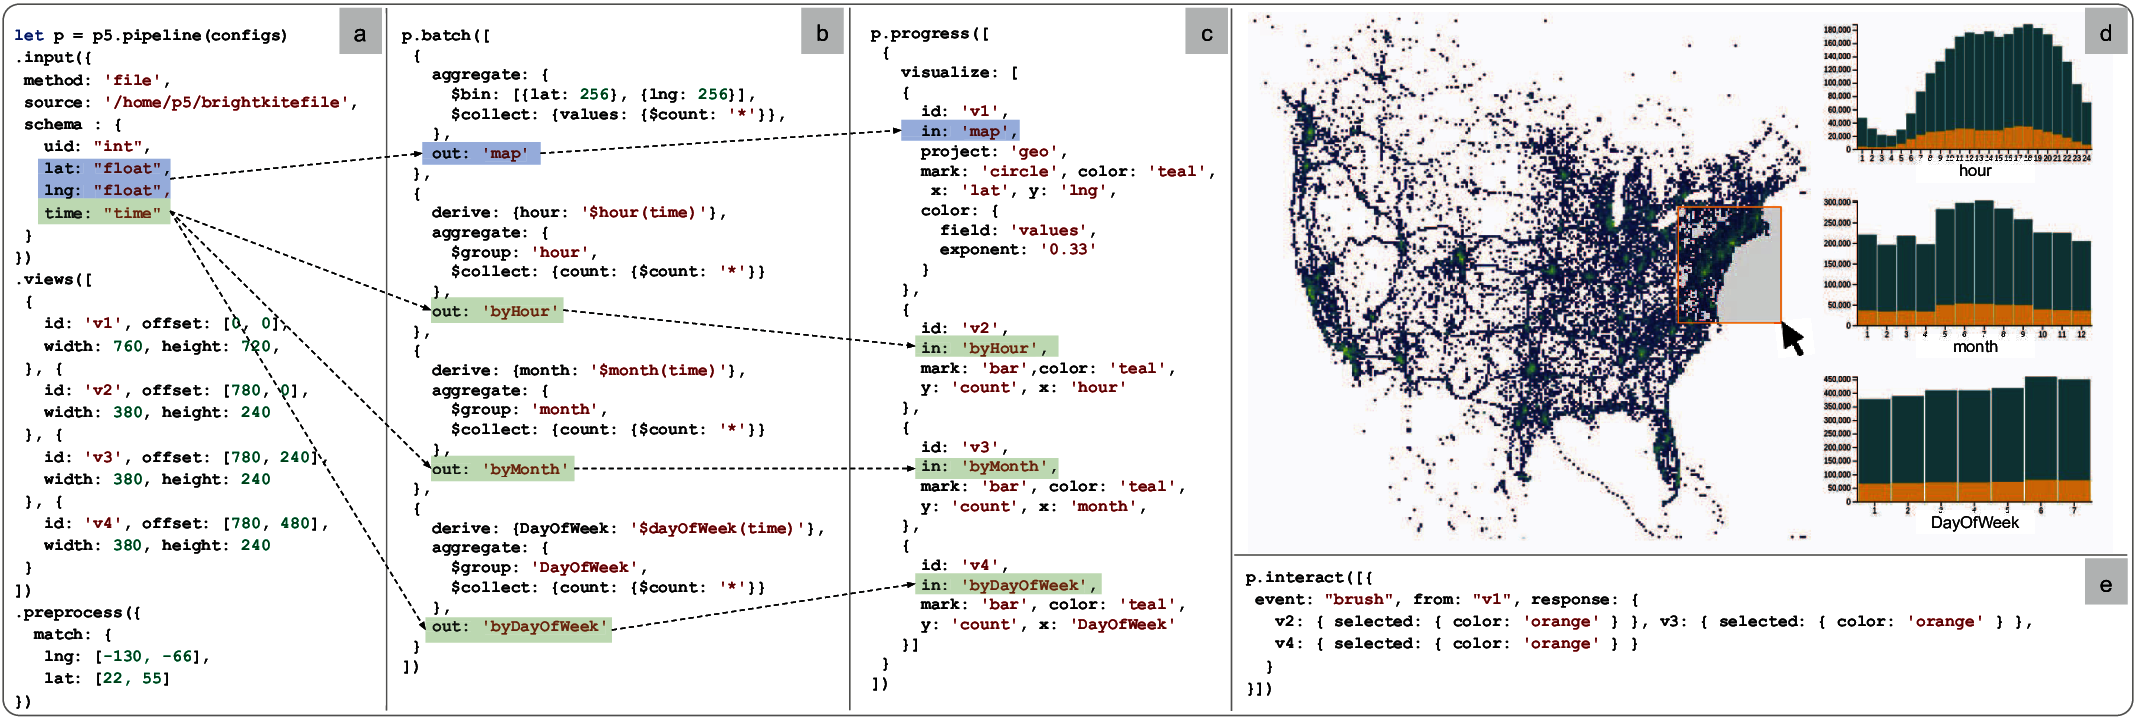 a
let p = p5.pipeline(configs)
.input({
method: 'file',
source: '/home/p5/brightkitefile',
schema : {
uid: "int",
lat: "float",
lng: "float",
time: "time"
}
})
.views([
{
id: 'v1', offset: [0, 0],
width: 760, height: 720,
}, {
id: 'v2', offset: [780, 0],
width: 380, height: 240
}, {
id: 'v3', offset: [780, 240],
width: 380, height: 240
}, {
id: 'v4', offset: [780, 480],
width: 380, height: 240
}
])
.preprocess({
match: {
lng: [-130, -66],
lat: [22, 55]
})
b
p.batch([
{
aggregate: {
$bin: [{lat: 256}, {lng: 256}],
$collect: {values: {$count: '*'}},
},
out: 'map'
},
{
derive: {hour: '$hour(time)'},
aggregate: {
$group: 'hour',
$collect: {count: {$count: '*'}}
},
out: 'byHour'
},
{
derive: {month: '$month(time)'},
aggregate: {
$group: 'month',
$collect: {count: {$count: '*'}}
},
out: 'byMonth'
},
{
derive: {DayOfWeek: '$dayOfWeek(time)'},
aggregate: {
$group: 'DayOfWeek',
$collect: {count: {$count: '*'}}
},
out: 'byDayOfWeek'
}
])
c
p.progress([
{
visualize: [
{
id: 'v1',
in: 'map',
project: 'geo',
mark: 'circle', color: 'teal',
x: 'lat', y: 'lng',
color: {
field: 'values',
exponent: '0.33'
}
},
{
id: 'v2',
in: 'byHour',
mark: 'bar',color: 'teal',
y: 'count', x: 'hour'
},
{
id: 'v3',
in: 'byMonth',
mark: 'bar', color: 'teal',
y: 'count', x: 'month',
},
{
id: 'v4',
in: 'byDayOfWeek',
mark: 'bar', color: 'teal',
y: 'count', x: 'DayOfWeek'
}]
}
])
d
180,000
160,000
140,000
120,000
100,000
80,000
60,000
40,000
20,000
0
1 2 3 4 5 6 7 8 9 10 11 12 13 14 15 16 17 18 19 20 21 22 23 24
hour
300,000
250,000
200,000
150,000
100,000
50,000
0
1 2 3 4 5 6 7 8 9 10 11 12
month
450,000
400,000
350,000
300,000
250,000
200,000
150,000
100,000
50,000
0
1 2 3 4 5 6 7
DayOfWeek
e
p.interact([{
event: "brush", from: "v1", response: {
v2: { selected: { color: 'orange' } }, v3: { selected: { color: 'orange' } },
v4: { selected: { color: 'orange' } }
}
}])